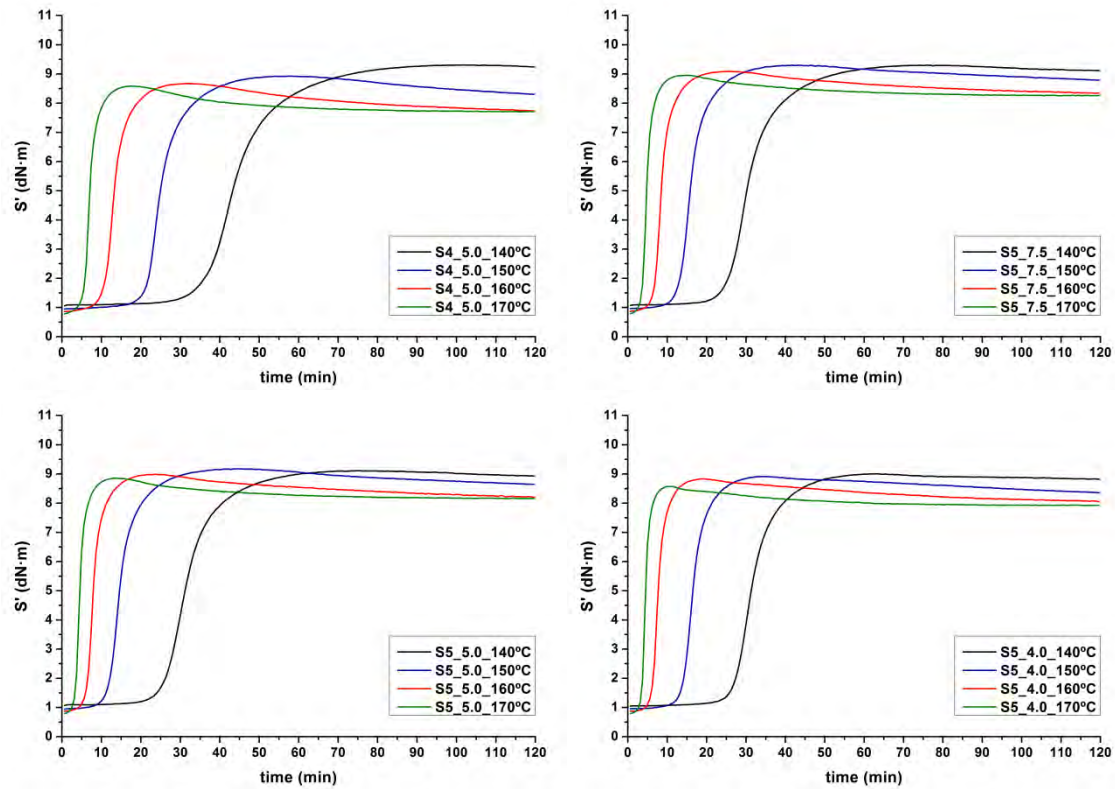 11
10
9
8
7
6
5
4
3
2
1
0
S' (dN·m)
S4_5.0_140ºC
S4_5.0_150ºC
S4_5.0_160ºC
S4_5.0_170ºC
0 10 20 30 40 50 60 70 80 90 100 110 120
time (min)
11
10
9
8
7
6
5
4
3
2
1
0
S' (dN·m)
S5_7.5_140ºC
S5_7.5_150ºC
S5_7.5_160ºC
S5_7.5_170ºC
0 10 20 30 40 50 60 70 80 90 100 110 120
time (min)
11
10
9
8
7
6
5
4
3
2
1
0
S' (dN·m)
S5_5.0_140ºC
S5_5.0_150ºC
S5_5.0_160ºC
S5_5.0_170ºC
0 10 20 30 40 50 60 70 80 90 100 110 120
time (min)
11
10
9
8
7
6
5
4
3
2
1
0
S' (dN·m)
S5_4.0_140ºC
S5_4.0_150ºC
S5_4.0_160ºC
S5_4.0_170ºC
0 10 20 30 40 50 60 70 80 90 100 110 120
time (min)